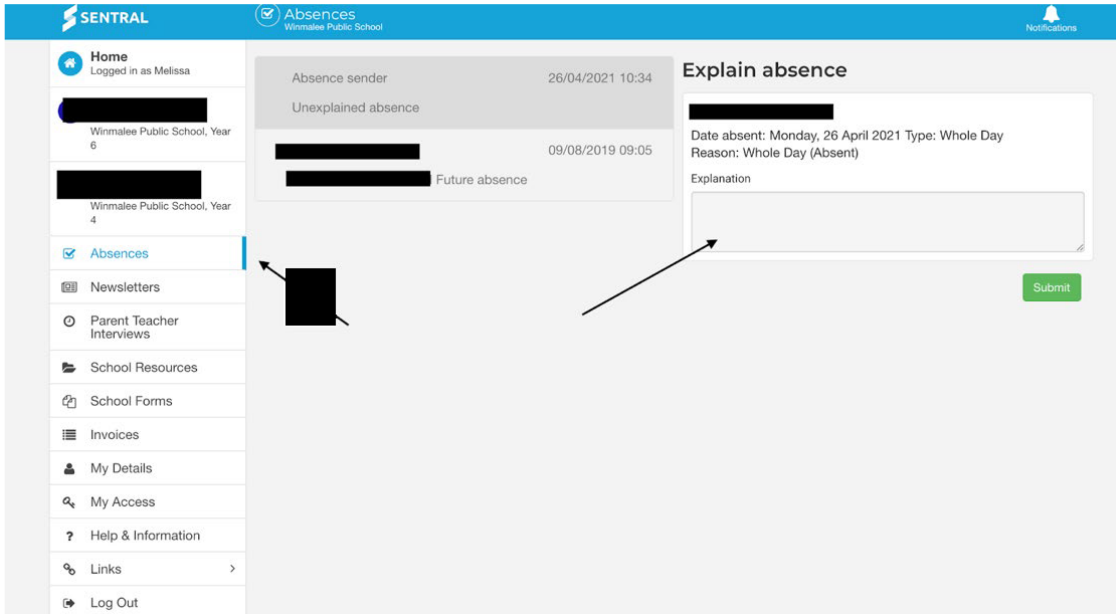 SENTRAL
Absences
Winmalee Public School
Notifications
Home
Logged in as Melissa
Winmalee Public School, Year
6
Winmalee Public School, Year
4
Absences
Newsletters
Parent Teacher
Interviews
School Resources
School Forms
Invoices
My Details
My Access
Help & Information
Links
Log Out
Absence sender 26/04/2021 10:34
Unexplained absence
09/08/2019 09:05
Future absence
Explain absence
Date absent: Monday, 26 April 2021 Type: Whole Day
Reason: Whole Day (Absent)
Explanation
Submit